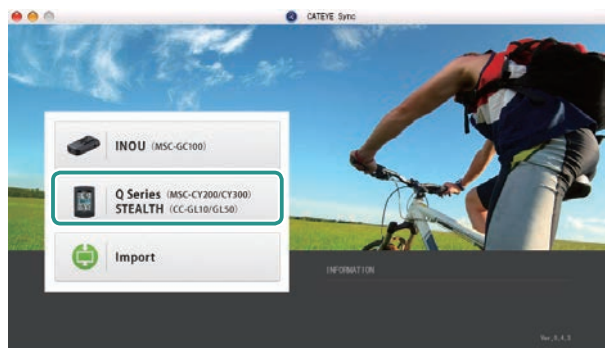 CATEYE Sync
INOU (MSC-GC100)
Q Series (MSC-CY200/CY300)
STEALTH (CC-GL10/GL50)
Import
INFORMATION